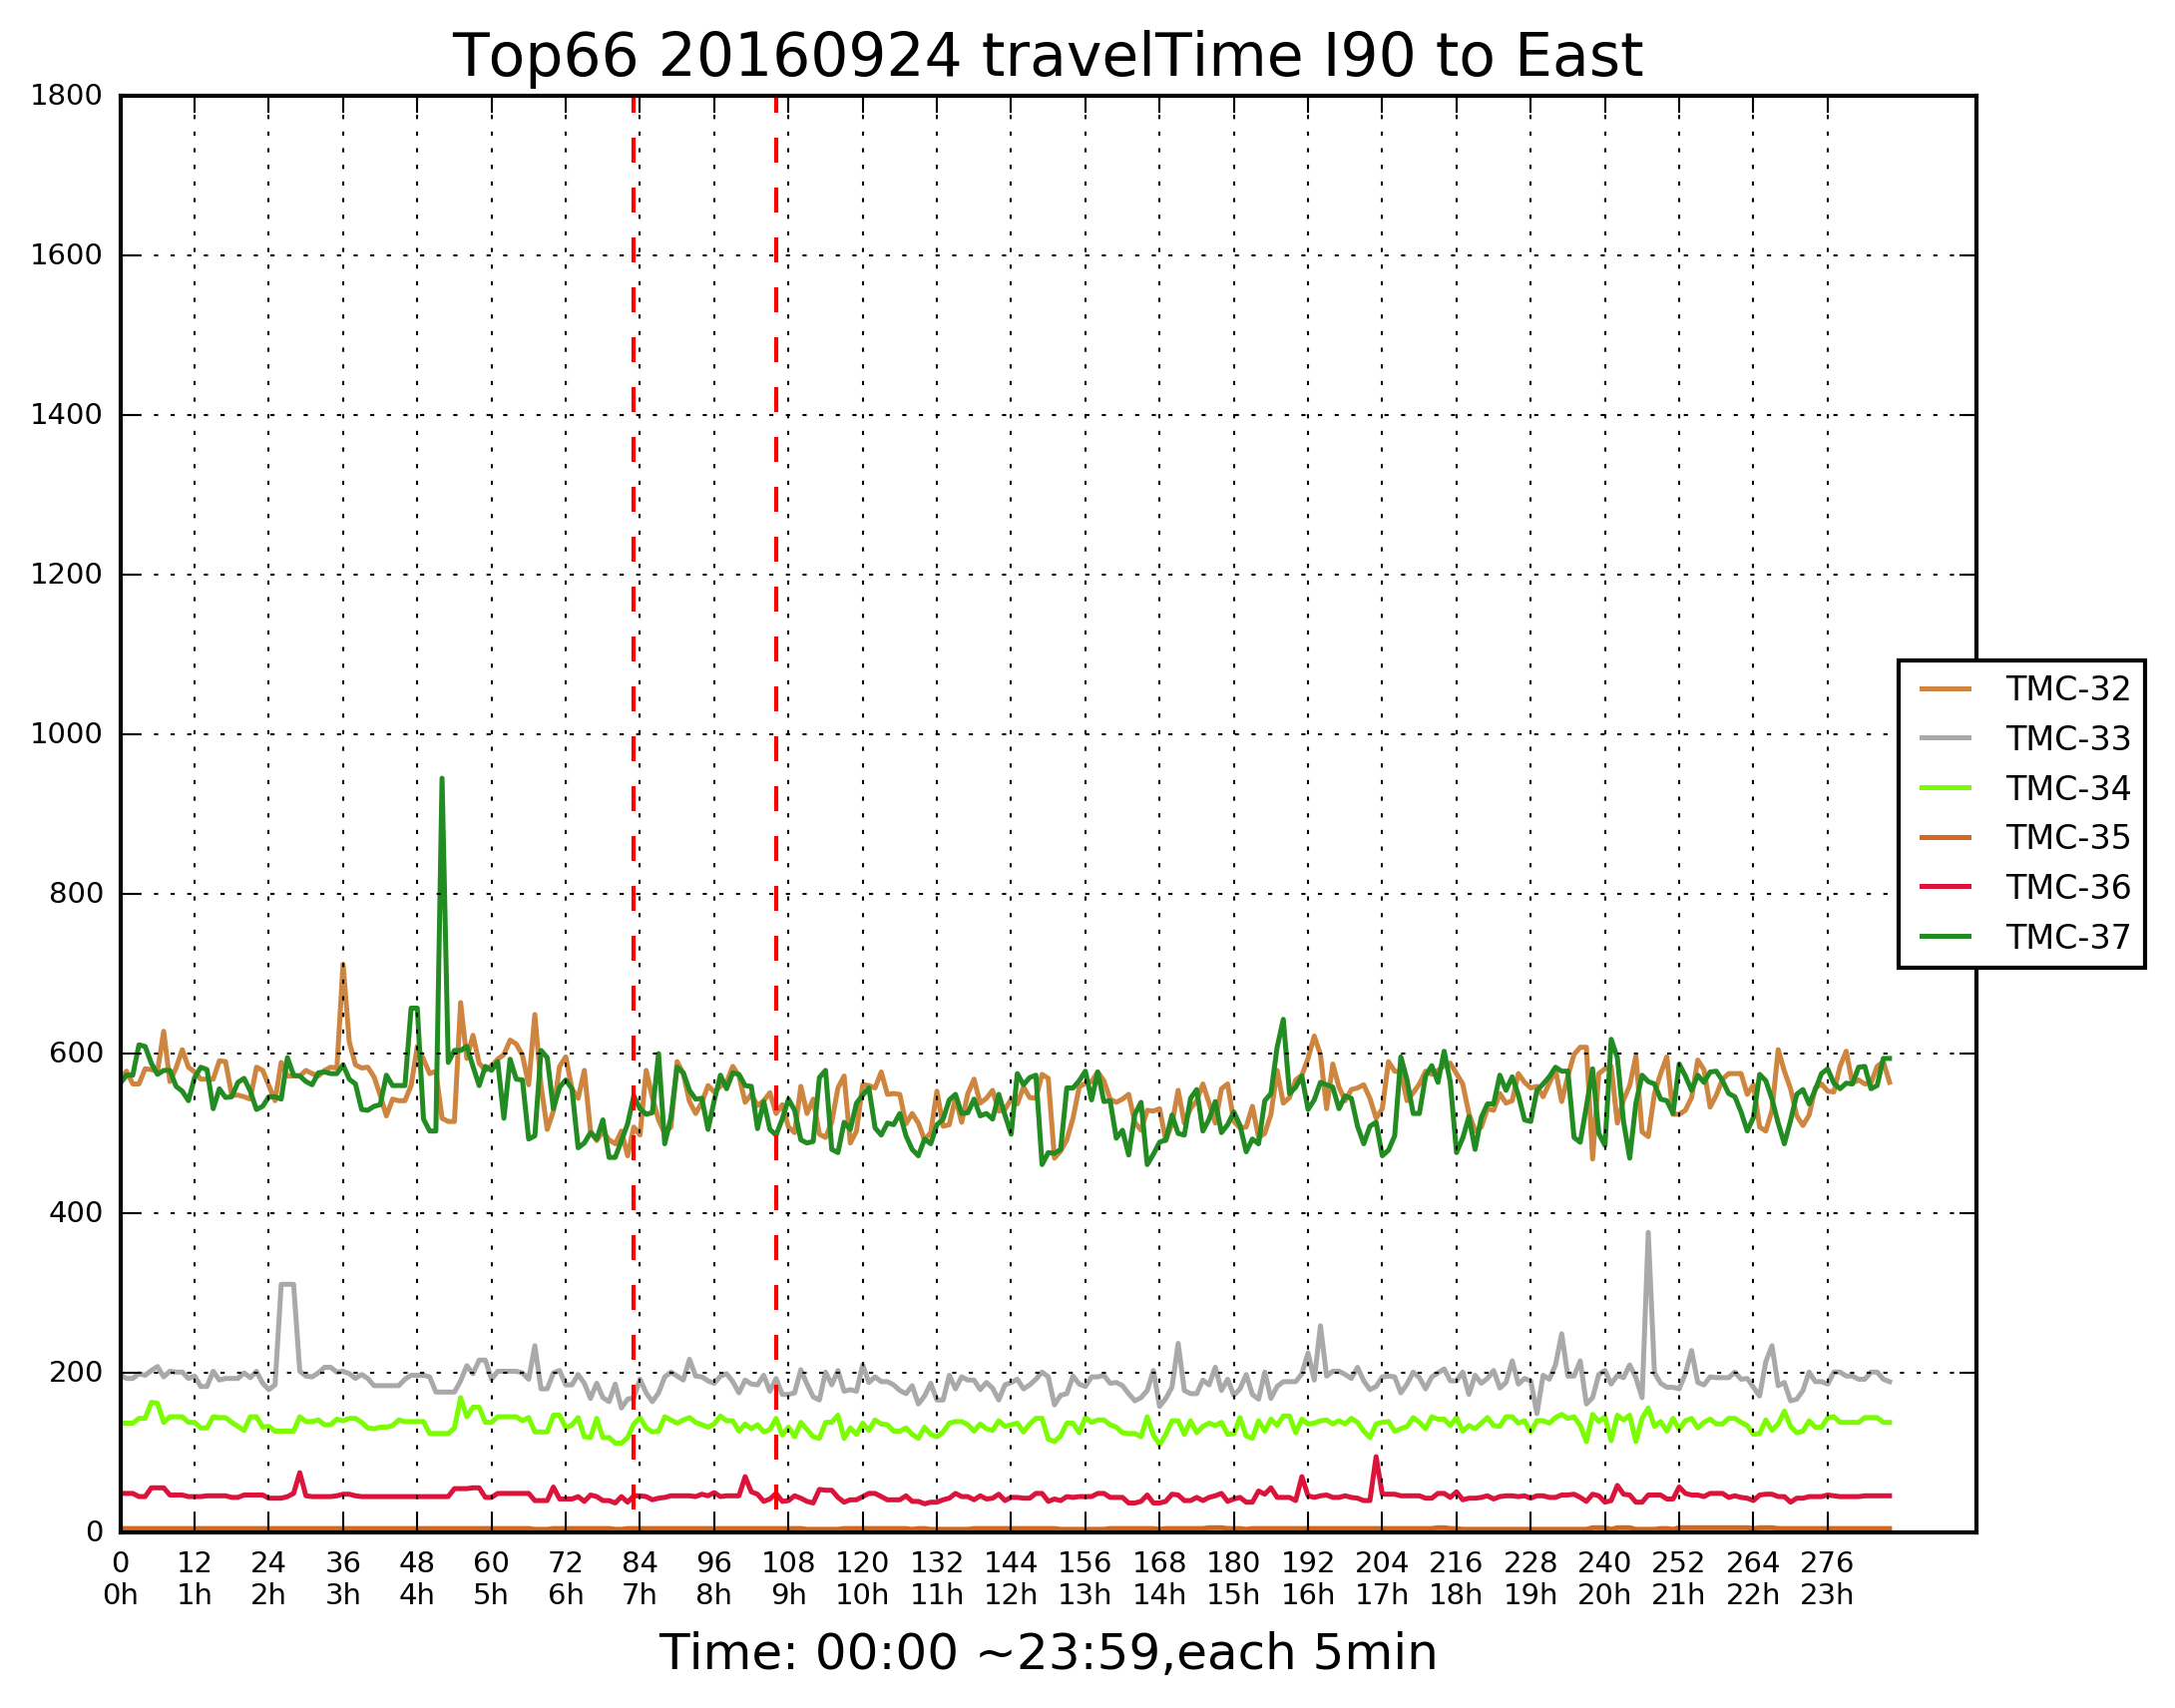 Top66 20160924 travelTime I90 to East
1800
1600
1400
1200
1000
800
600
400
200
0
TMC-32
TMC-33
TMC-34
TMC-35
TMC-36
TMC-37
0 12 24 36 48 60 72 84 96 108 120 132 144 156 168 180 192 204 216 228 240 252 264 276
0h 1h 2h 3h 4h 5h 6h 7h 8h 9h 10h 11h 12h 13h 14h 15h 16h 17h 18h 19h 20h 21h 22h 23h
Time: 00:00 ~23:59,each 5min